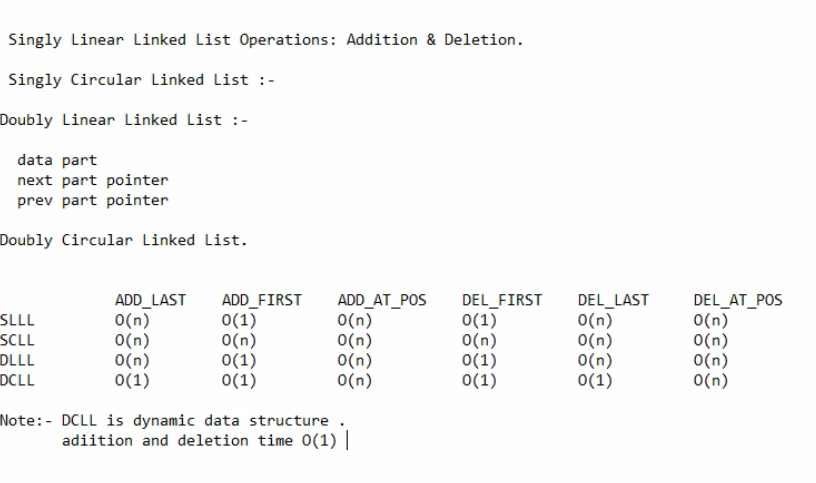 Singly Linear Linked List Operations: Addition & Deletion.
Singly Circular Linked List :-
Doubly Linear Linked List :-
data part
next part pointer
prev part pointer
Doubly Circular Linked List.
ADD_LAST ADD_FIRST ADD_AT_POS DEL_FIRST DEL_LAST DEL_AT_POS
SLLL O(n) O(1) O(n) O(1) O(n) O(n)
SCLL O(n) O(n) O(n) O(n) O(n) O(n)
DLLL O(n) O(1) O(n) O(1) O(n) O(n)
DCLL O(1) O(1) O(n) O(1) O(1) O(n)
Note:- DCLL is dynamic data structure .
adiition and deletion time O(1)